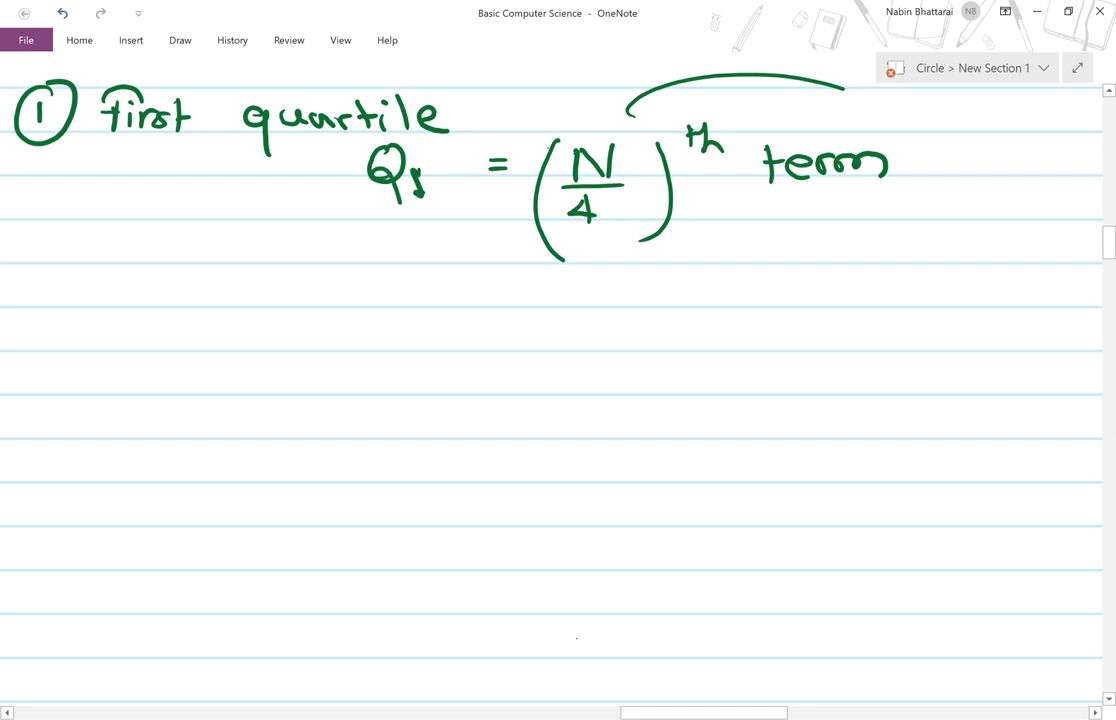 Basic Computer Science - OneNote
Nabin Bhattarai NB
File Home Insert Draw History Review View Help
Circle > New Section 1
1 first quartile
Q1 = (N/4)th term